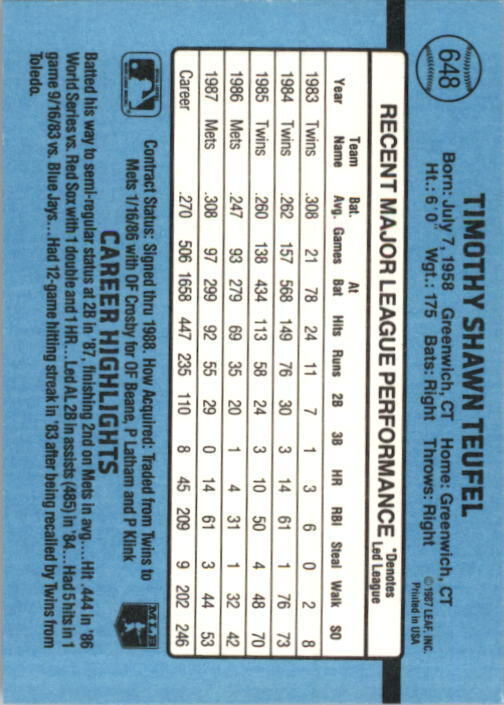 648
TIMOTHY SHAWN TEUFEL
Born: July 7, 1958 Greenwich, CT Home: Greenwich, CT
Ht.: 6'0" Wgt.: 175 Bats: Right Throws: Right
©1987 LEAF, INC.
Printed in USA
RECENT MAJOR LEAGUE PERFORMANCE *Denotes Led League
Year Team Name Bat. Avg. Games At Bat Hits Runs 2B 3B HR RBI Steal Walk SO
1983 Twins .308 21 78 24 11 7 1 3 6 0 2 8
1984 Twins .262 157 568 149 76 30 3 14 61 1 76 73
1985 Twins .260 138 434 113 58 24 3 10 50 4 48 70
1986 Mets .247 93 279 69 35 20 1 4 31 1 32 42
1987 Mets .308 97 299 92 55 29 0 14 61 3 44 53
Career .270 506 1658 447 235 110 8 45 209 9 202 246
Contract Status: Signed thru 1988. How Acquired: Traded from Twins to
Mets 1/16/86 with OF Crosby for OF Beane, P Latham and P Klink
MLB
CAREER HIGHLIGHTS
Batted his way to semi-regular status at 2B in '87, finishing 2nd on Mets in avg.....Hit .444 in '86
World Series vs. Red Sox with 1 double and 1 HR....Led AL 2B in assists (485) in '84....Had 5 hits in 1
game 9/16/83 vs. Blue Jays....Had 12-game hitting streak in '83 after being recalled by Twins from
Toledo.